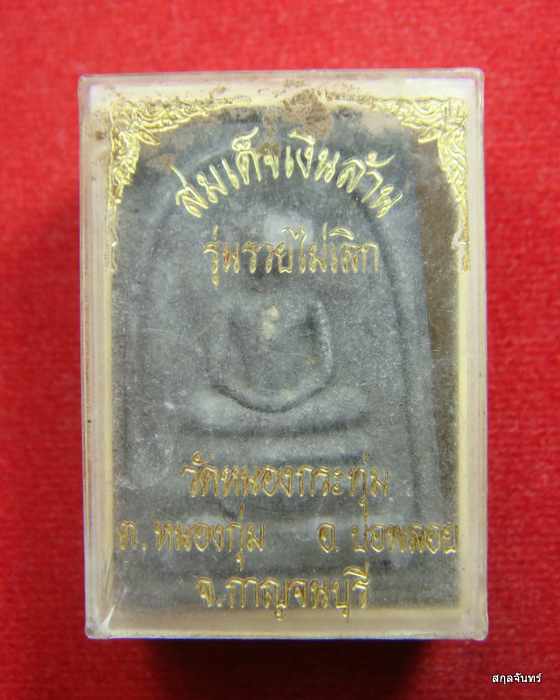 สมเด็จเงินล้าน
รุ่นรวยไม่เลิก
วัดหนองกระทุ่ม
ต.หนองกุ่ม อ.บ่อพลอย
จ.กาญจนบุรี
สกุลจันทร์